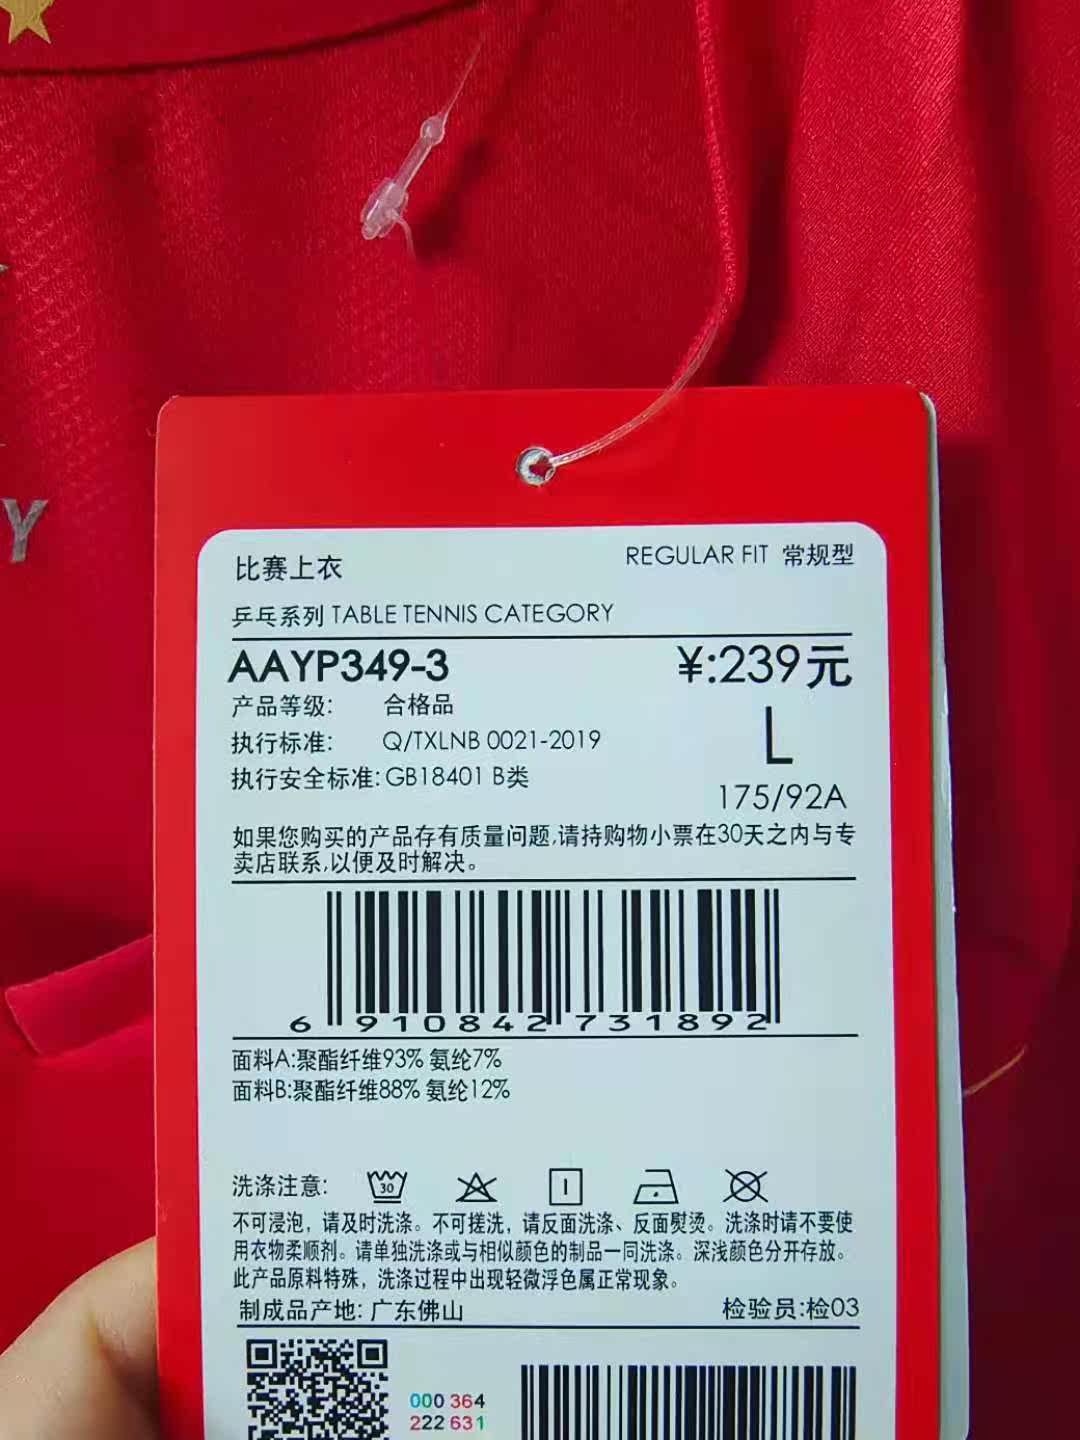 Y
比赛上衣
REGULAR FIT 常规型
乒乓系列 TABLE TENNIS CATEGORY
AAYP349-3
¥:239元
产品等级: 合格品
执行标准: Q/TXLNB 0021-2019
L
执行安全标准: GB18401 B类
175/92A
如果您购买的产品存有质量问题,请持购物小票在30天之内与专
卖店联系,以便及时解决。
6 910842 731892
面料A:聚酯纤维93% 氨纶7%
面料B:聚酯纤维88% 氨纶12%
洗涤注意: 30
不可浸泡，请及时洗涤。不可搓洗，请反面洗涤、反面熨烫。洗涤时请不要使
用衣物柔顺剂。请单独洗涤或与相似颜色的制品一同洗涤。深浅颜色分开存放。
此产品原料特殊，洗涤过程中出现轻微浮色属正常现象。
制成品产地: 广东佛山
检验员:检03
000 364
222 631